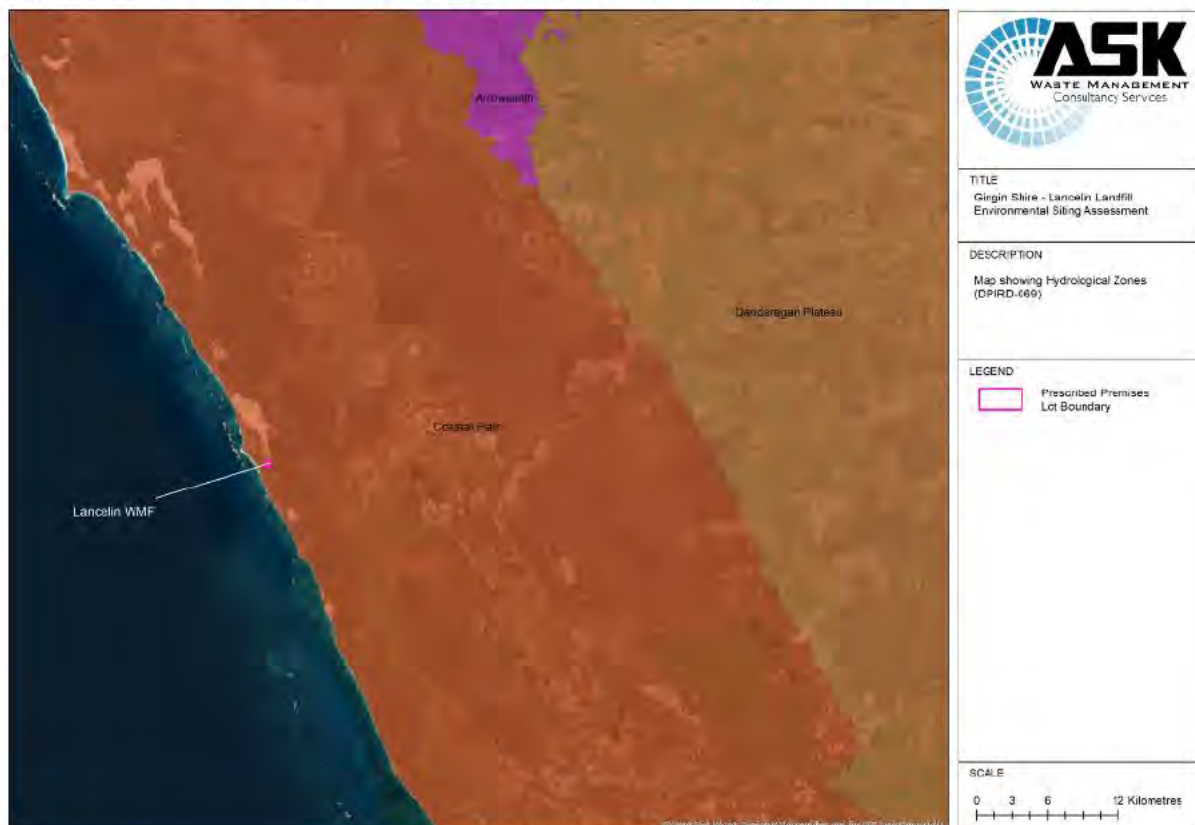 Arrowsmith
Dandaragan Plateau
Coastal Plain
Lancelin WMF
ASK
WASTE MANAGEMENT
Consultancy Services
TITLE
Gingin Shire - Lancelin Landfill
Environmental Siting Assessment
DESCRIPTION
Map showing Hydrological Zones
(DPIRD-069)
LEGEND
Prescribed Premises
Lot Boundary
SCALE
0 3 6 12 Kilometres